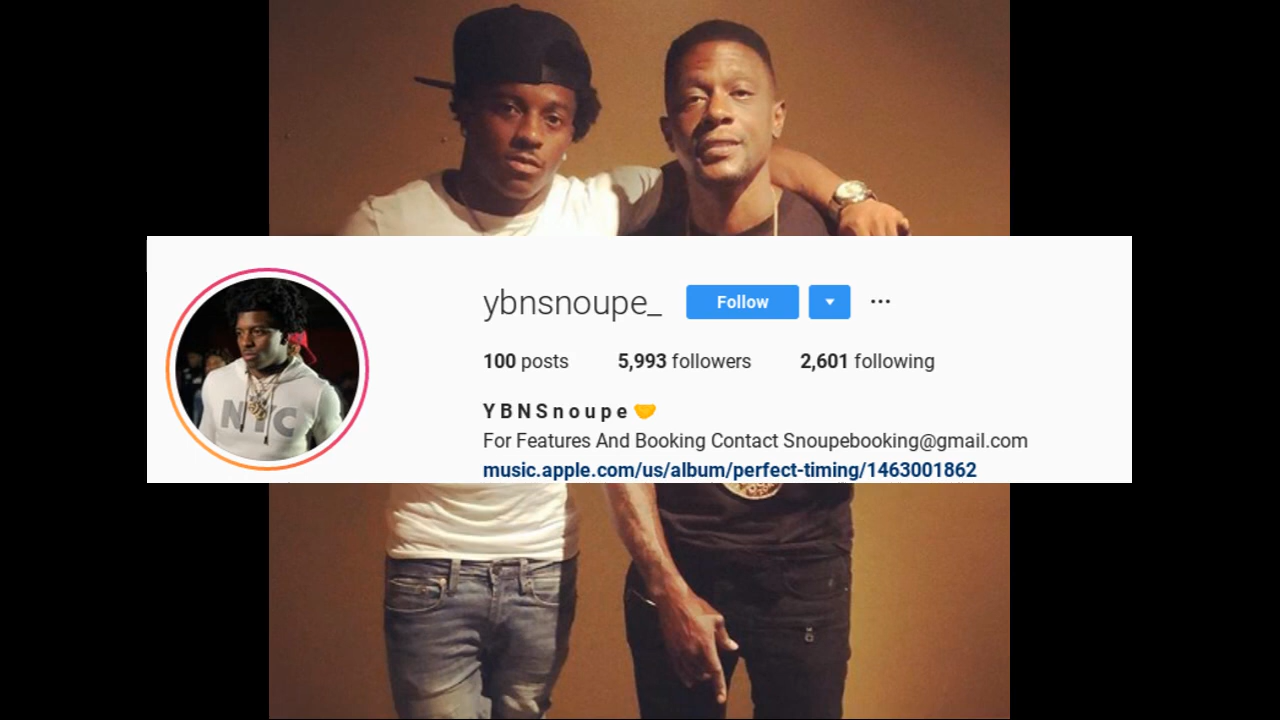 ybnsnoupe_ Follow
100 posts 5,993 followers 2,601 following
Y B N S n o u p e 🤝
For Features And Booking Contact Snoupebooking@gmail.com
music.apple.com/us/album/perfect-timing/1463001862
NYC